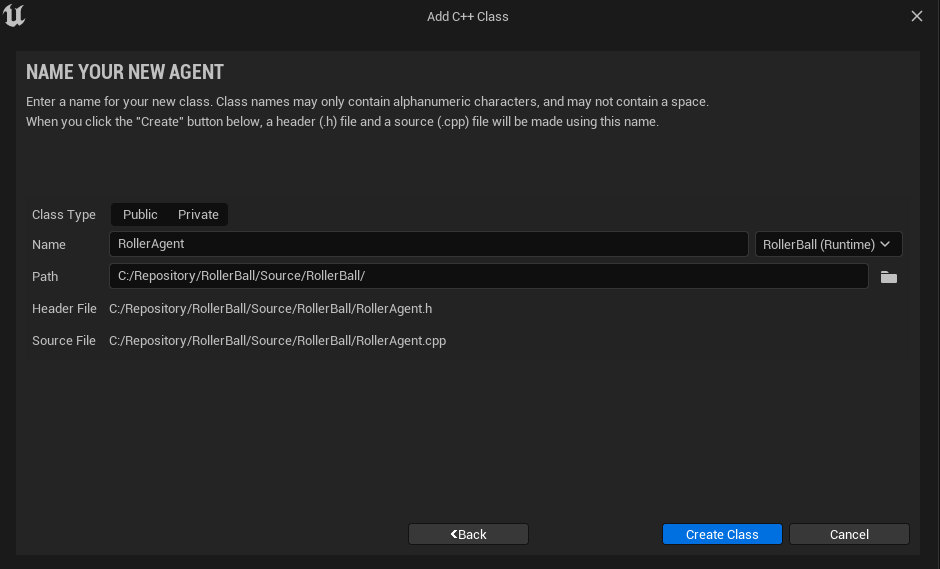 Add C++ Class
NAME YOUR NEW AGENT
Enter a name for your new class. Class names may only contain alphanumeric characters, and may not contain a space.
When you click the "Create" button below, a header (.h) file and a source (.cpp) file will be made using this name.
Class Type Public Private
Name RollerAgent RollerBall (Runtime)
Path C:/Repository/RollerBall/Source/RollerBall/
Header File C:/Repository/RollerBall/Source/RollerBall/RollerAgent.h
Source File C:/Repository/RollerBall/Source/RollerBall/RollerAgent.cpp
Back Create Class Cancel